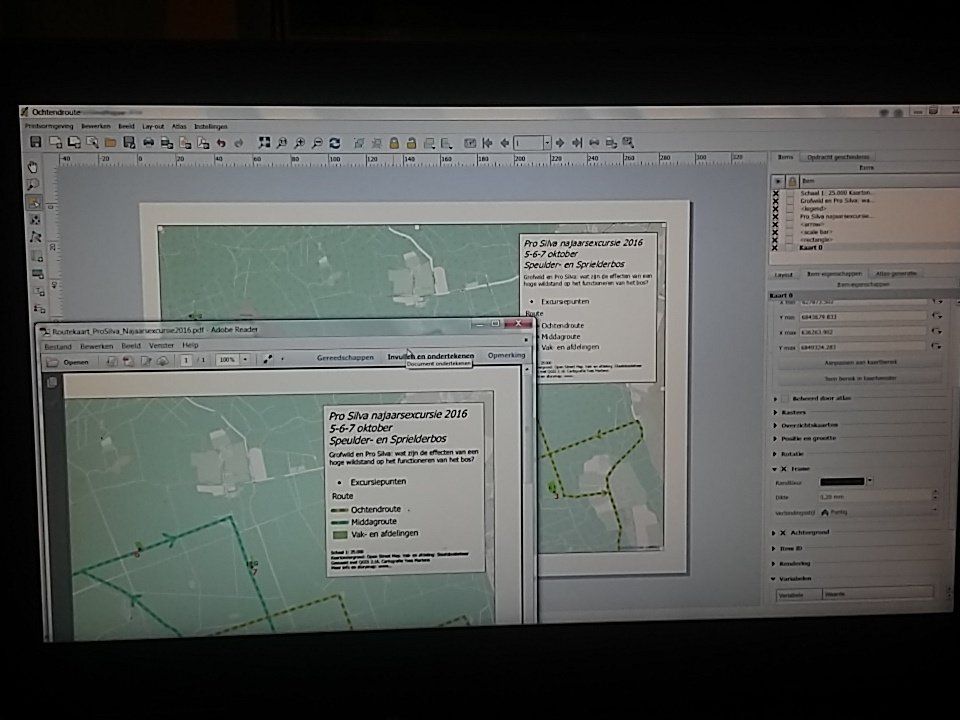 Ochtendroute
Printvormgeving Bewerken Beeld Lay-out Atlas Instellingen
-40 -20 0 20 40 60 80 100 120 140 160 180 200 220 240 260 280 300 320
Items Opdracht geschiedenis
Items
Item
Schaal 1: 25.000 Kaarton...
Grofwild en Pro Silva: wa...
<legend>
Pro Silva najaarsexcursie...
<arrow>
<scale bar>
<rectangle>
Kaart 0
Layout Item-eigenschappen Atlas-generatie
Item-eigenschappen
Kaart 0
Y min 6843879.833
X max 636263.902
Y max 6849324.283
Aanpassen aan kaartbereik
Toon bereik in kaartvenster
Beheerd door atlas
Rasters
Overzichtskaarten
Positie en grootte
Rotatie
Frame
Randkleur
Dikte 0,20 mm
Verbindingsstijl Puntig
Achtergrond
Item ID
Rendering
Variabelen
Variabele Waarde
Pro Silva najaarsexcursie 2016
5-6-7 oktober
Speulder- en Sprielderbos
Grofwild en Pro Silva: wat zijn de effecten van een
hoge wildstand op het functioneren van het bos?
Excursiepunten
Route
Ochtendroute
Middagroute
Vak- en afdelingen
3
Routekaart_ProSilva_Najaarsexcursie2016.pdf - Adobe Reader
Bestand Bewerken Beeld Venster Help
Openen 1 / 1 100% Gereedschappen Invullen en ondertekenen Opmerking
Document ondertekenen
Pro Silva najaarsexcursie 2016
5-6-7 oktober
Speulder- en Sprielderbos
Grofwild en Pro Silva: wat zijn de effecten van een
hoge wildstand op het functioneren van het bos?
Excursiepunten
Route
Ochtendroute
Middagroute
Vak- en afdelingen
Schaal 1: 25.000
Kaartachtergrond: Open Street Map. Vak- en afdeling: Staatsbosbeheer
Gemaakt met QGIS 2.16. Cartografie Yves Martens
7